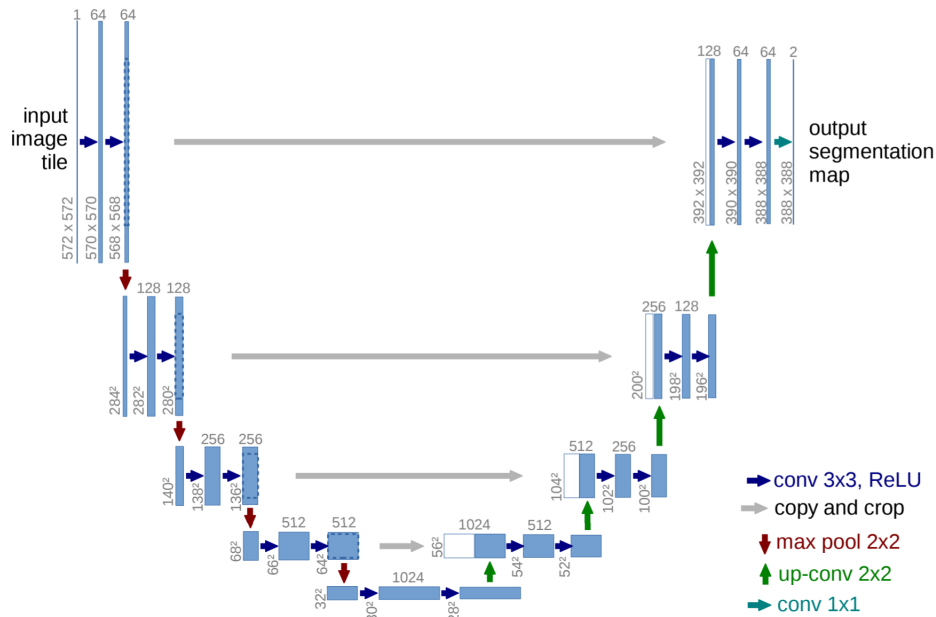 1 64 64
128 64 64 2
input
image
tile
output
segmentation
map
572 x 572
570 x 570
568 x 568
392 x 392
390 x 390
388 x 388
388 x 388
128 128
256 128
284²
282²
280²
200²
198²
196²
256 256
512 256
140²
138²
136²
104²
102²
100²
512 512
1024 512
68²
66²
64²
56²
54²
52²
1024
32²
conv 3x3, ReLU
copy and crop
max pool 2x2
up-conv 2x2
conv 1x1